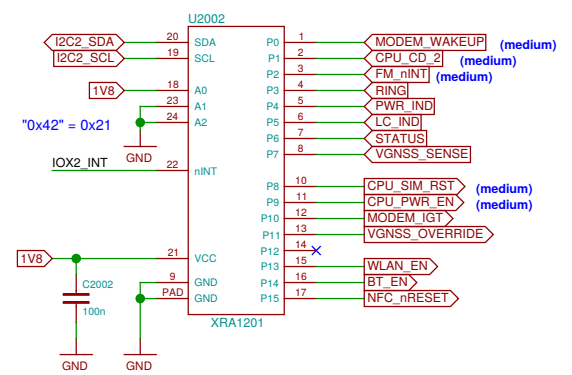 U2002
I2C2_SDA 20 SDA P0 1 MODEM_WAKEUP (medium)
I2C2_SCL 19 SCL P1 2 CPU_CD_2 (medium)
P2 3 FM_nINT (medium)
1V8 18 A0 P3 4 RING
23 A1 P4 5 PWR_IND
"0x42" = 0x21 24 A2 P5 6 LC_IND
P6 7 STATUS
GND P7 8 VGNSS_SENSE
IOX2_INT 22 nINT
P8 10 CPU_SIM_RST (medium)
P9 11 CPU_PWR_EN (medium)
P10 12 MODEM_IGT
P11 13 VGNSS_OVERRIDE
P12 14
1V8 21 VCC P13 15 WLAN_EN
C2002 9 GND P14 16 BT_EN
100n PAD GND P15 17 NFC_nRESET
XRA1201
GND GND